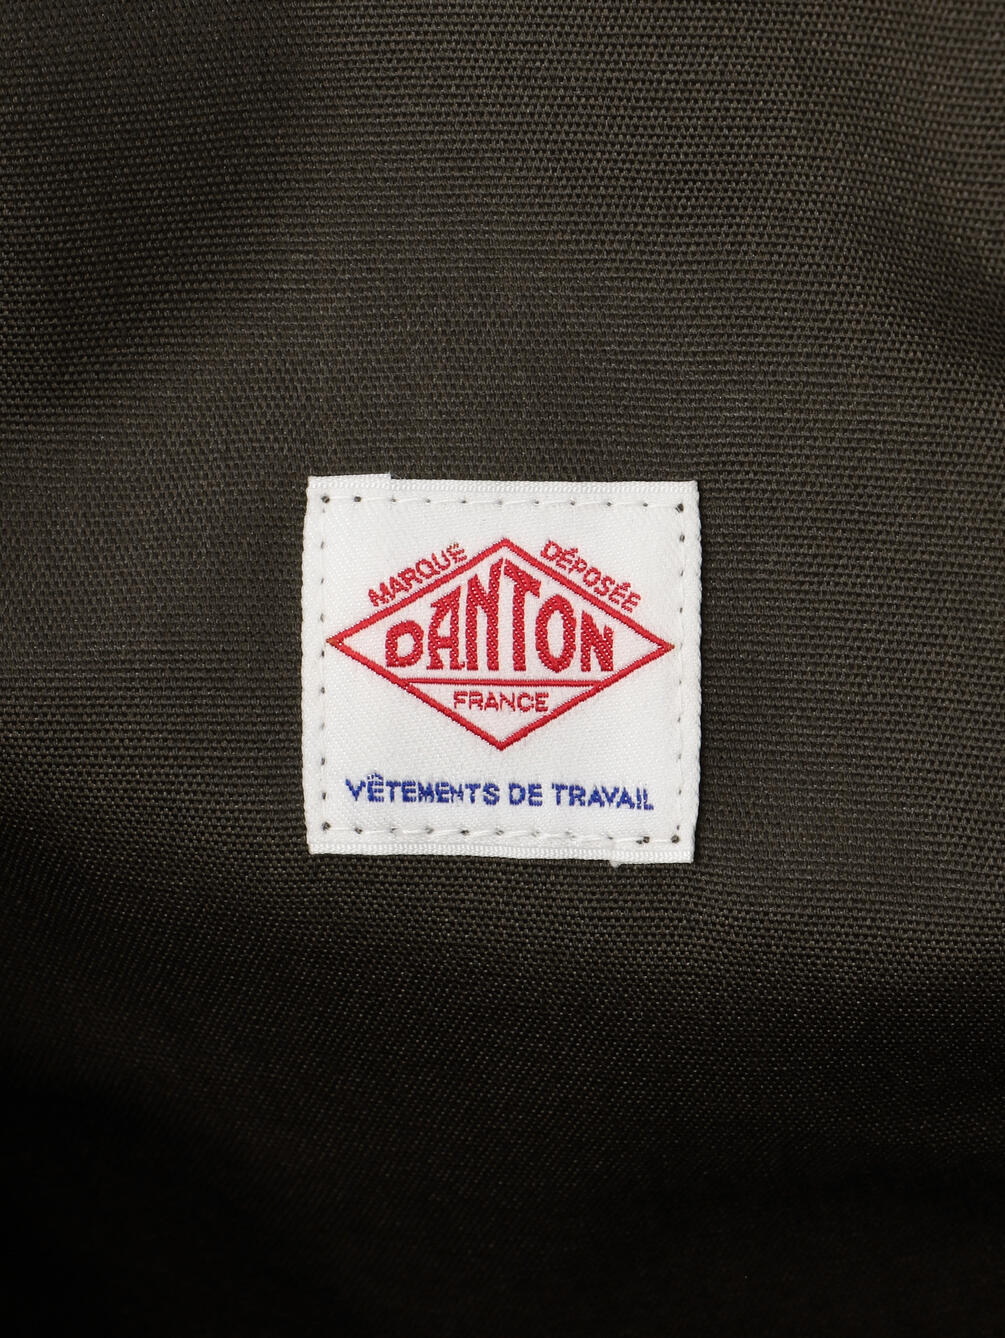 MARQUE DÉPOSÉE
DANTON
FRANCE
VÊTEMENTS DE TRAVAIL